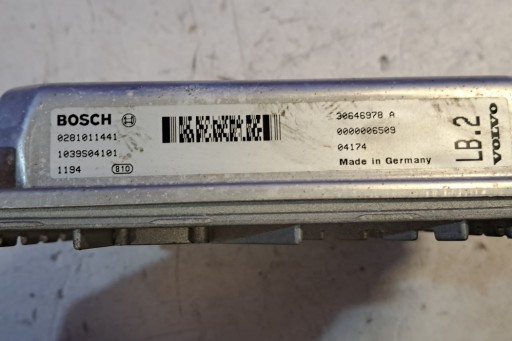 BOSCH
0281011441
1039S04101
1194 810
30646978 A
0000006509
04174
Made in Germany
LB.2
VOLVO